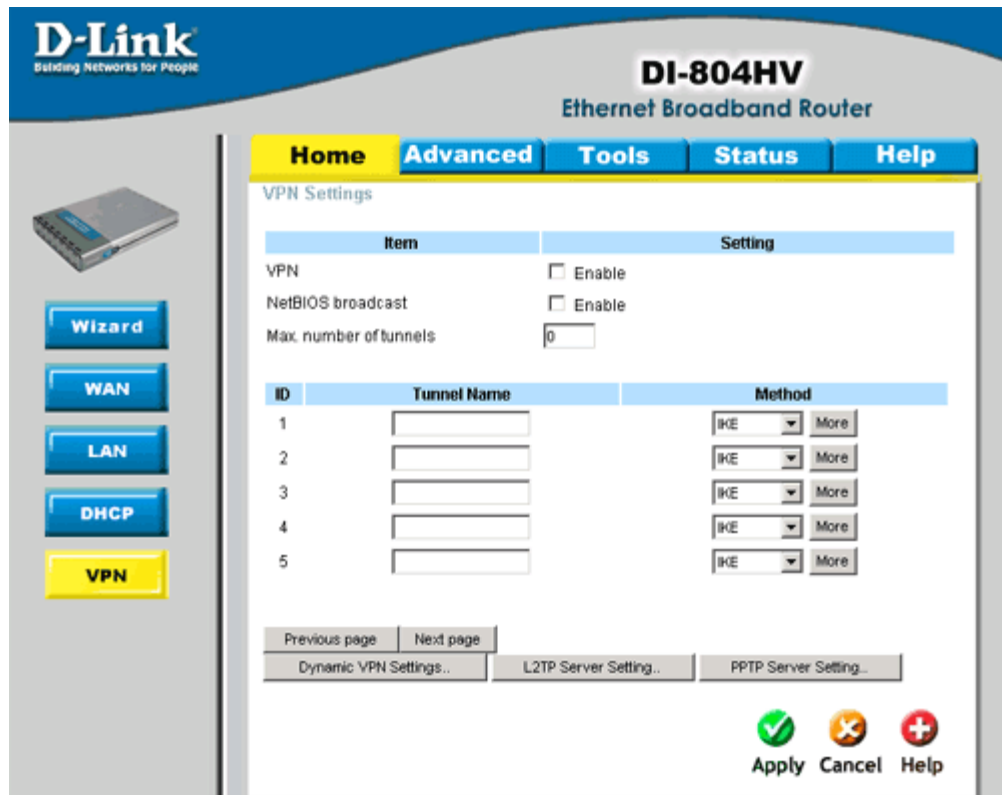 D-Link
Building Networks for People
DI-804HV
Ethernet Broadband Router
Home Advanced Tools Status Help
VPN Settings
Item Setting
VPN Enable
NetBIOS broadcast Enable
Max. number of tunnels 0
ID Tunnel Name Method
1 IKE More
2 IKE More
3 IKE More
4 IKE More
5 IKE More
Previous page Next page
Dynamic VPN Settings.. L2TP Server Setting.. PPTP Server Setting..
Apply Cancel Help
Wizard
WAN
LAN
DHCP
VPN